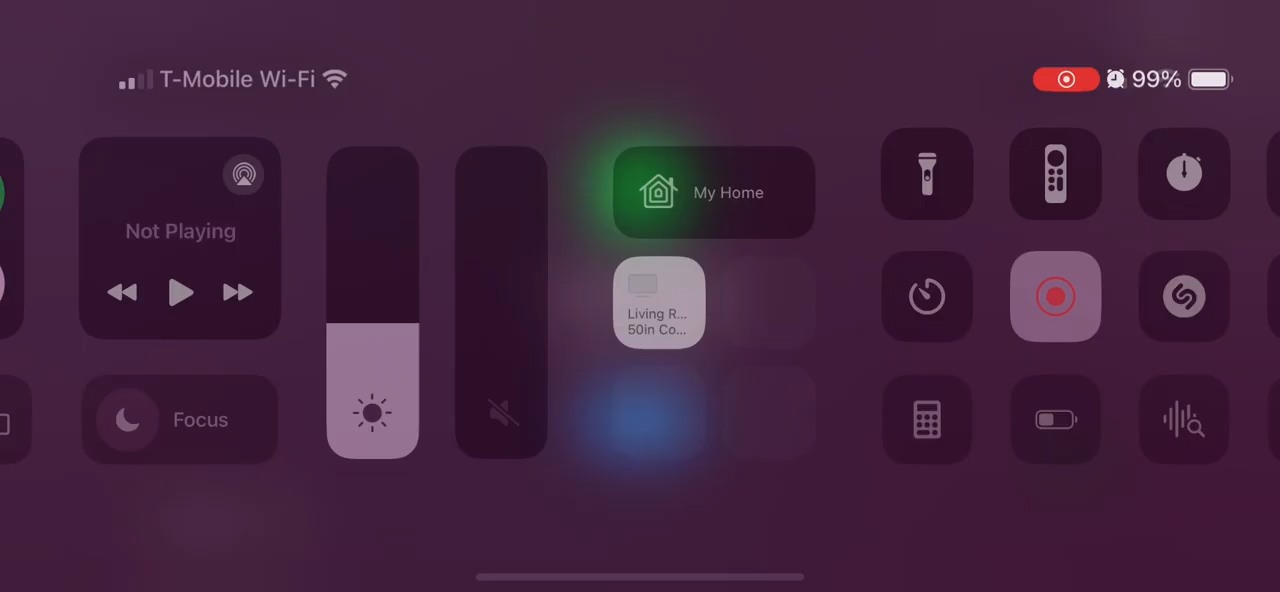 T-Mobile Wi-Fi
99%
Not Playing
My Home
Living R...
50in Co...
Focus